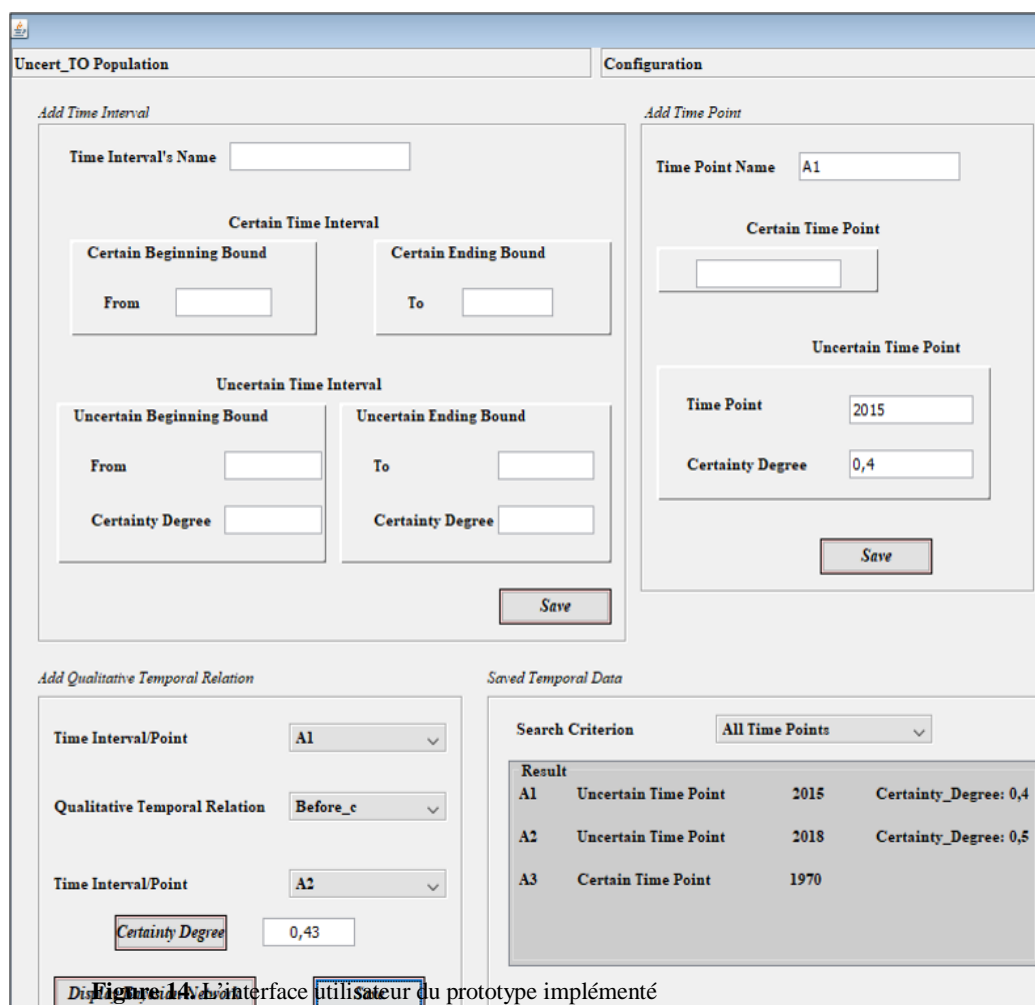 Uncert_TO Population
Configuration
Add Time Interval
Time Interval's Name
Certain Time Interval
Certain Beginning Bound
Certain Ending Bound
From
To
Uncertain Time Interval
Uncertain Beginning Bound
Uncertain Ending Bound
From
To
Certainty Degree
Certainty Degree
Save
Add Time Point
Time Point Name A1
Certain Time Point
Uncertain Time Point
Time Point 2015
Certainty Degree 0,4
Save
Add Qualitative Temporal Relation
Time Interval/Point A1
Qualitative Temporal Relation Before_c
Time Interval/Point A2
Certainty Degree 0,43
Save
Saved Temporal Data
Search Criterion All Time Points
Result
A1 Uncertain Time Point 2015 Certainty_Degree: 0,4
A2 Uncertain Time Point 2018 Certainty_Degree: 0,5
A3 Certain Time Point 1970
Figure 14. L'interface utilisateur du prototype implémenté